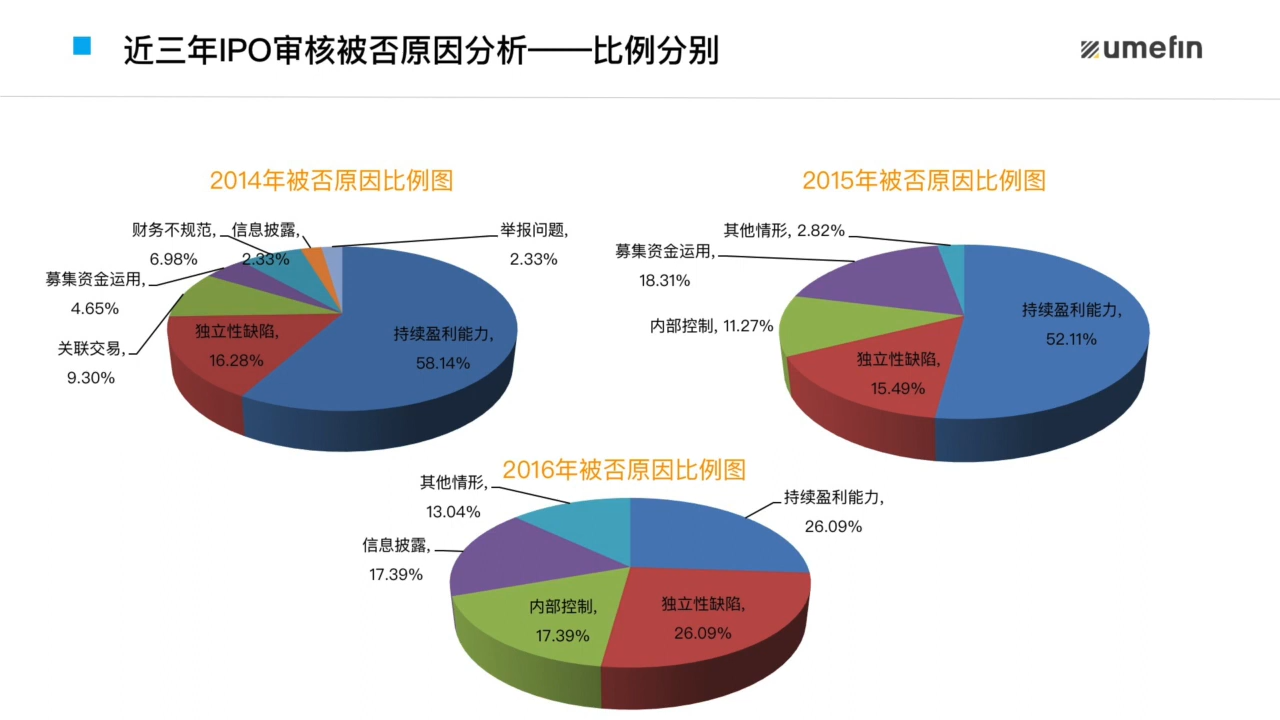 近三年IPO审核被否原因分析——比例分别
umefin
2014年被否原因比例图
财务不规范,
6.98%
信息披露,
2.33%
举报问题,
2.33%
募集资金运用,
4.65%
关联交易,
9.30%
独立性缺陷,
16.28%
持续盈利能力,
58.14%
2015年被否原因比例图
其他情形, 2.82%
募集资金运用,
18.31%
内部控制, 11.27%
独立性缺陷,
15.49%
持续盈利能力,
52.11%
2016年被否原因比例图
其他情形,
13.04%
持续盈利能力,
26.09%
信息披露,
17.39%
内部控制,
17.39%
独立性缺陷,
26.09%